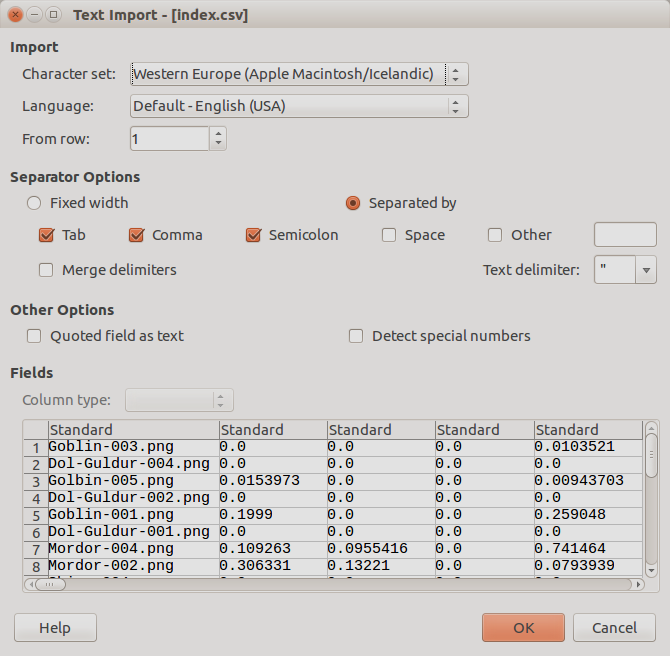 Text Import - [index.csv]
Import
Character set: Western Europe (Apple Macintosh/Icelandic)
Language: Default - English (USA)
From row: 1
Separator Options
Fixed width Separated by
Tab Comma Semicolon Space Other
Merge delimiters Text delimiter: "
Other Options
Quoted field as text Detect special numbers
Fields
Column type:
Standard Standard Standard Standard Standard
1 Goblin-003.png 0.0 0.0 0.0 0.0103521
2 Dol-Guldur-004.png 0.0 0.0 0.0 0.0
3 Golbin-005.png 0.0153973 0.0 0.0 0.00943703
4 Dol-Guldur-002.png 0.0 0.0 0.0 0.0
5 Goblin-001.png 0.1999 0.0 0.0 0.259048
6 Dol-Guldur-001.png 0.0 0.0 0.0 0.0
7 Mordor-004.png 0.109263 0.0955416 0.0 0.741464
8 Mordor-002.png 0.306331 0.13221 0.0 0.0793939
Help OK Cancel